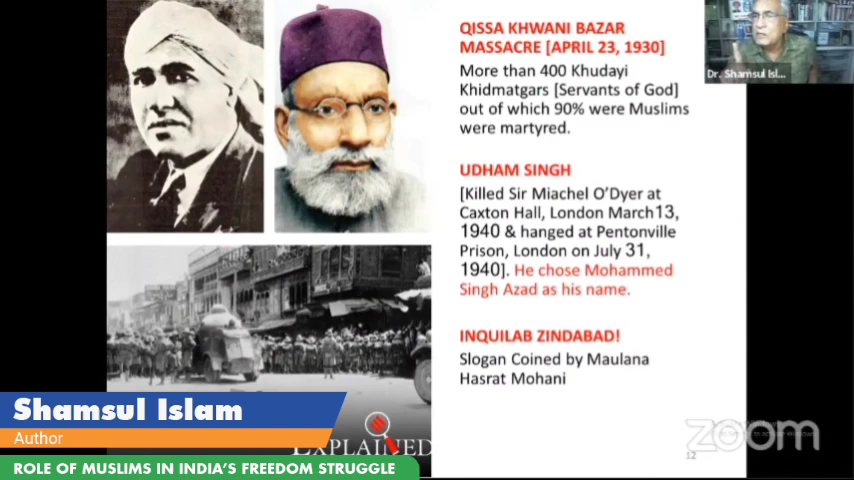 QISSA KHWANI BAZAR
MASSACRE [APRIL 23, 1930]
More than 400 Khudayi
Khidmatgars [Servants of God]
out of which 90% were Muslims
were martyred.
UDHAM SINGH
[Killed Sir Miachel O'Dyer at
Caxton Hall, London March13,
1940 & hanged at Pentonville
Prison, London on July 31,
1940]. He chose Mohammed
Singh Azad as his name.
INQUILAB ZINDABAD!
Slogan Coined by Maulana
Hasrat Mohani
Dr. Shamsul Isl...
EXPLAINED
zoom
12
Shamsul Islam
Author
ROLE OF MUSLIMS IN INDIA'S FREEDOM STRUGGLE